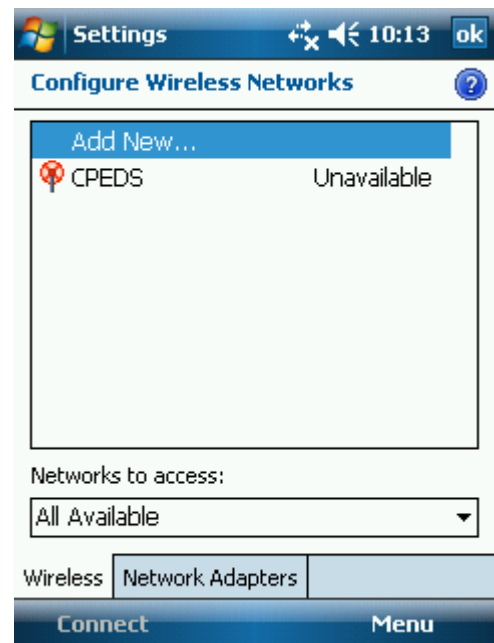 Settings 10:13 ok
Configure Wireless Networks ?
Add New...
CPEDS Unavailable
Networks to access:
All Available
Wireless Network Adapters
Connect Menu